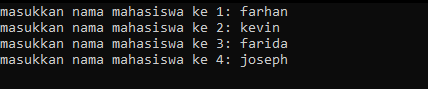 masukkan nama mahasiswa ke 1: farhan
masukkan nama mahasiswa ke 2: kevin
masukkan nama mahasiswa ke 3: farida
masukkan nama mahasiswa ke 4: joseph